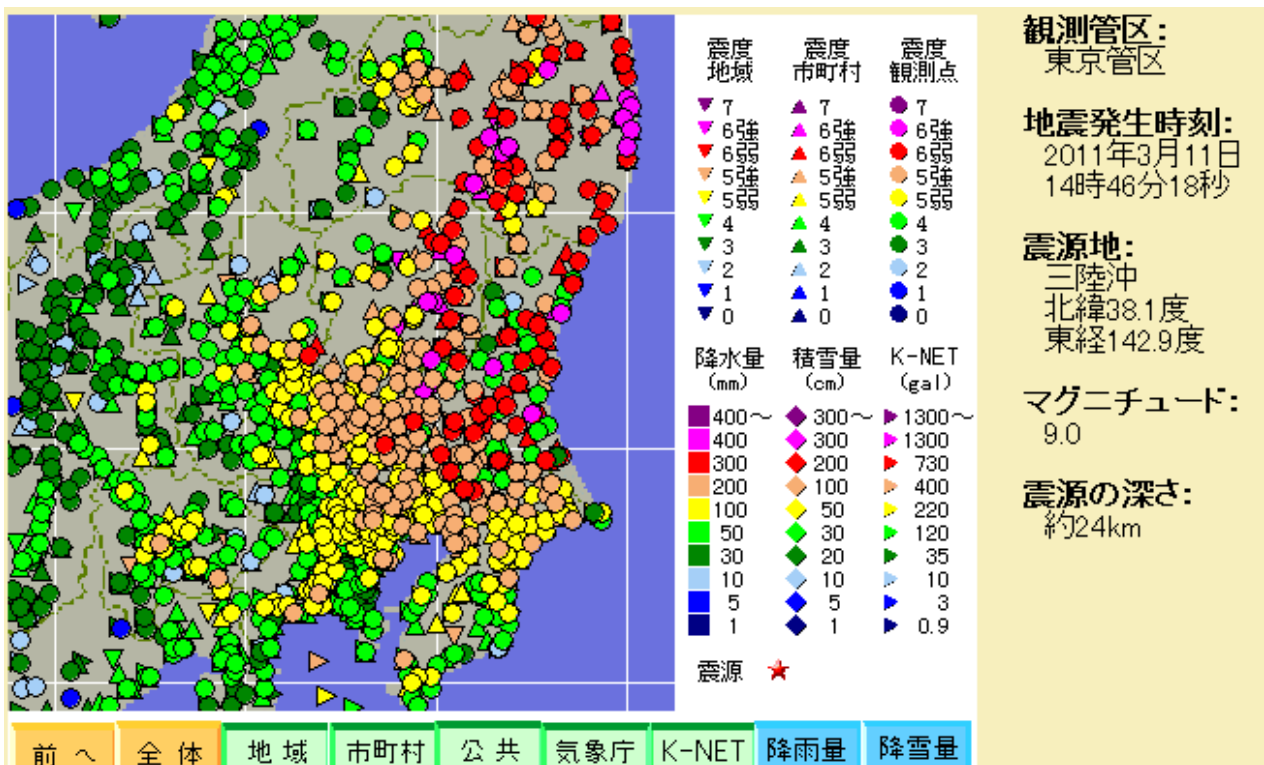 震度 地域
震度 市町村
震度 観測点
▼ 7 ▲ 7 ● 7
▼ 6強 ▲ 6強 ● 6強
▼ 6弱 ▲ 6弱 ● 6弱
▼ 5強 ▲ 5強 ● 5強
▼ 5弱 ▲ 5弱 ● 5弱
▼ 4 ▲ 4 ● 4
▼ 3 ▲ 3 ● 3
▼ 2 ▲ 2 ● 2
▼ 1 ▲ 1 ● 1
▼ 0 ▲ 0 ● 0
降水量 積雪量 K-NET
(mm) (cm) (gal)
400～ 300～ 1300～
400 300 1300
300 200 730
200 100 400
100 50 220
50 30 120
30 20 35
10 10 10
5 5 3
1 1 0.9
震源 ★
観測管区:
東京管区
地震発生時刻:
2011年3月11日
14時46分18秒
震源地:
三陸沖
北緯38.1度
東経142.9度
マグニチュード:
9.0
震源の深さ:
約24km
前へ 全体 地域 市町村 公共 気象庁 K-NET 降雨量 降雪量